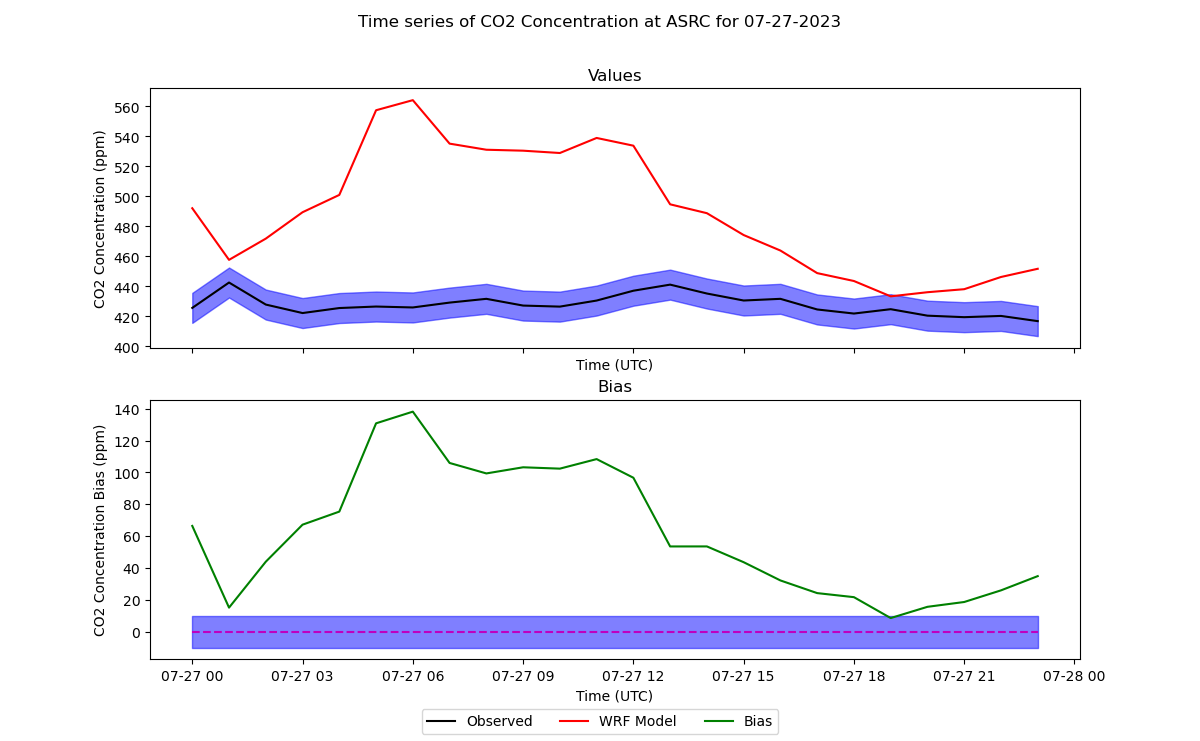 Time series of CO2 Concentration at ASRC for 07-27-2023
Values
CO2 Concentration (ppm)
560
540
520
500
480
460
440
420
400
Time (UTC)
Bias
CO2 Concentration Bias (ppm)
140
120
100
80
60
40
20
0
07-27 00 07-27 03 07-27 06 07-27 09 07-27 12 07-27 15 07-27 18 07-27 21 07-28 00
Time (UTC)
Observed WRF Model Bias